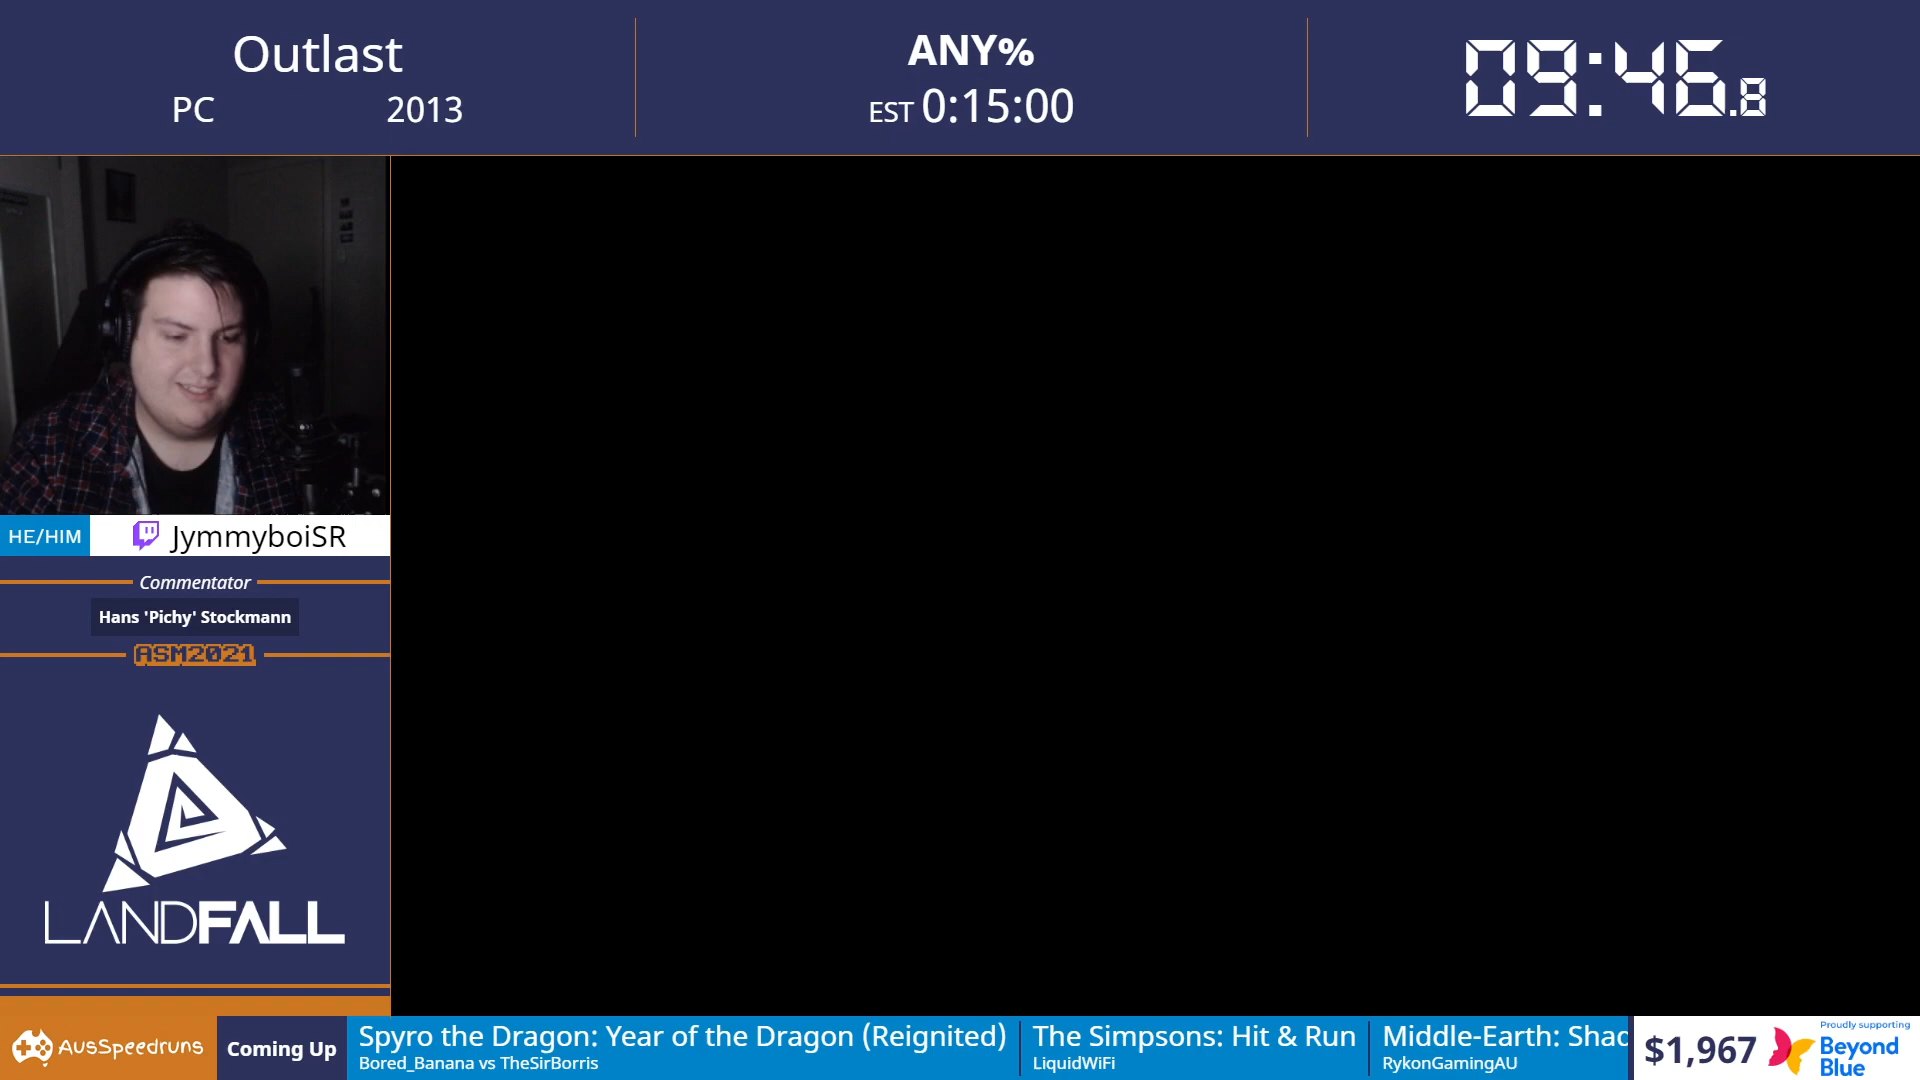 Outlast
PC 2013
ANY%
EST 0:15:00
09:46.8
HE/HIM JymmyboiSR
Commentator
Hans 'Pichy' Stockmann
ASM2021
LANDFALL
AusSpeedruns
Coming Up
Spyro the Dragon: Year of the Dragon (Reignited)
Bored_Banana vs TheSirBorris
The Simpsons: Hit & Run
LiquidWiFi
Middle-Earth: Shad
RykonGamingAU
$1,967
Proudly supporting
Beyond
Blue